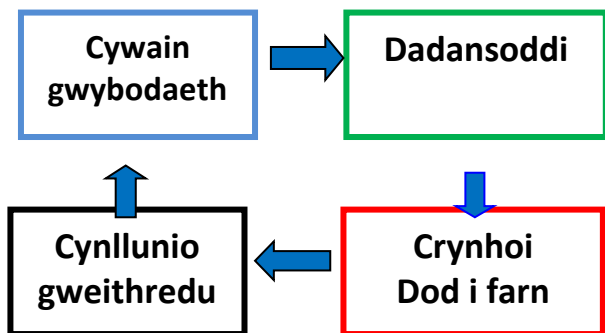 Cywain
gwybodaeth
Dadansoddi
Crynhoi
Dod i farn
Cynllunio
gweithredu